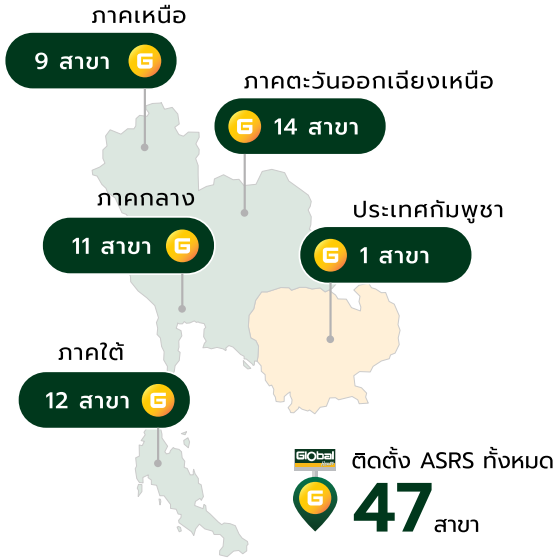 ภาคเหนือ
9 สาขา G
ภาคตะวันออกเฉียงเหนือ
G 14 สาขา
ภาคกลาง
11 สาขา G
ประเทศกัมพูชา
G 1 สาขา
ภาคใต้
12 สาขา G
Global
ติดตั้ง ASRS ทั้งหมด
G 47 สาขา